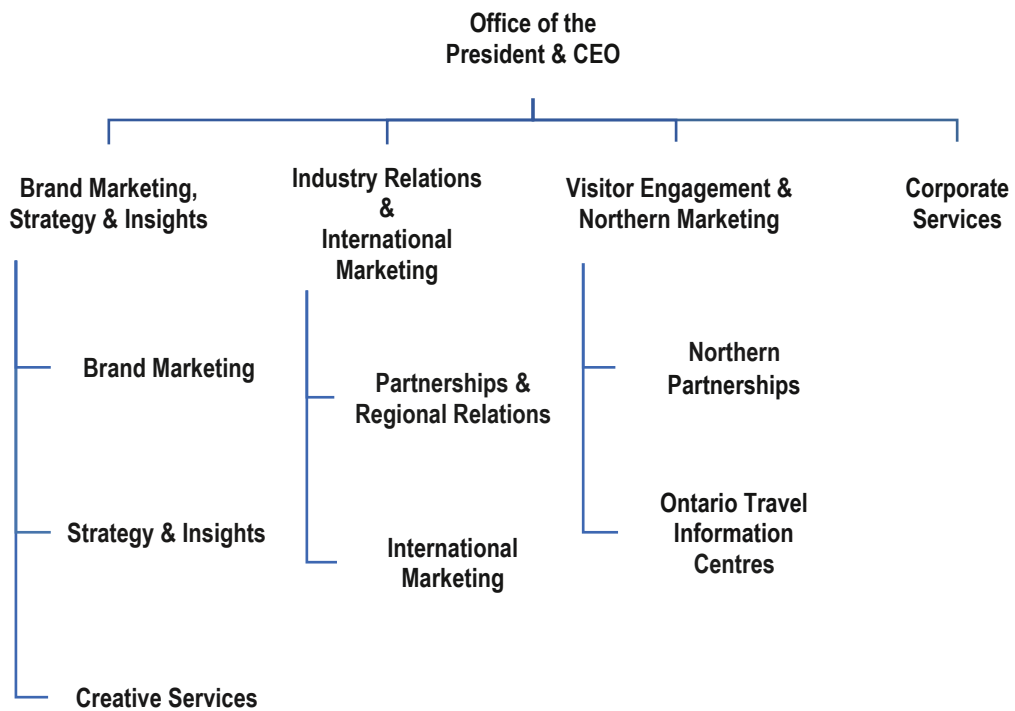 Office of the
President & CEO
Brand Marketing,
Strategy & Insights
Industry Relations
&
International
Marketing
Visitor Engagement &
Northern Marketing
Corporate
Services
Brand Marketing
Strategy & Insights
Creative Services
Partnerships &
Regional Relations
International
Marketing
Northern
Partnerships
Ontario Travel
Information
Centres